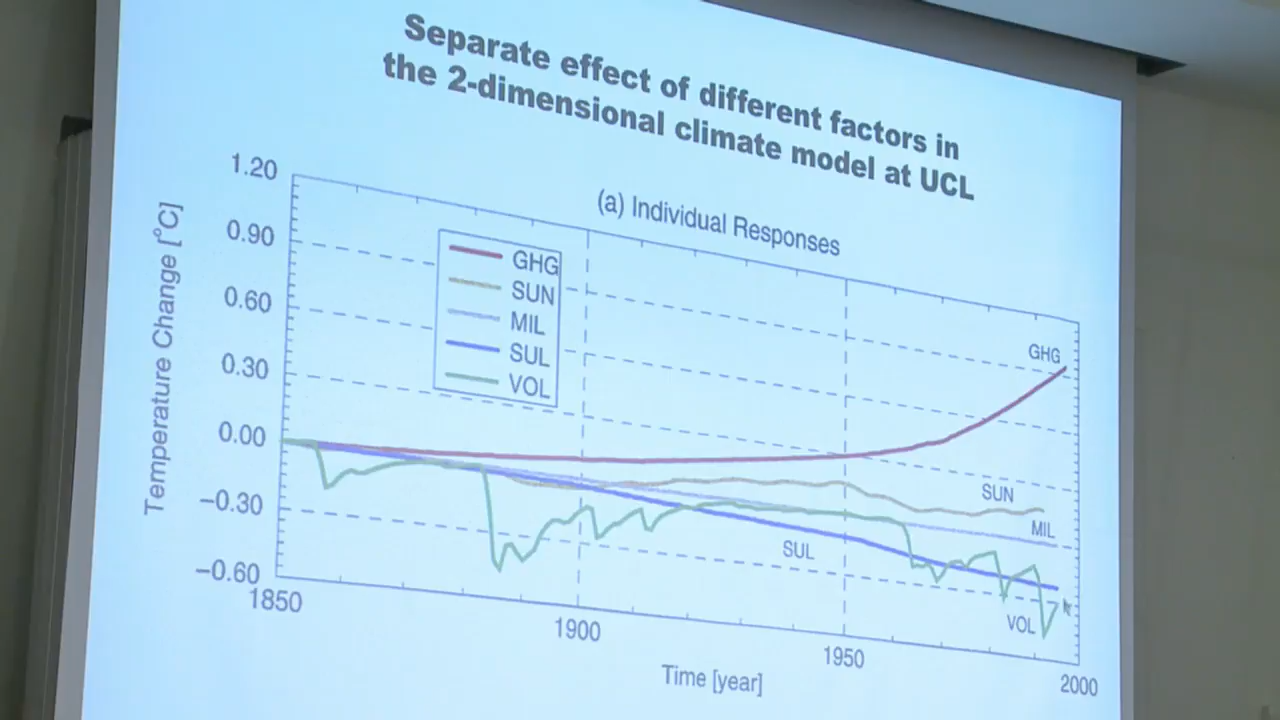 Separate effect of different factors in
the 2-dimensional climate model at UCL
(a) Individual Responses
Temperature Change [°C]
1.20
0.90
0.60
0.30
0.00
−0.30
−0.60
GHG
SUN
MIL
SUL
VOL
GHG
SUN
MIL
SUL
VOL
1850
1900
1950
2000
Time [year]